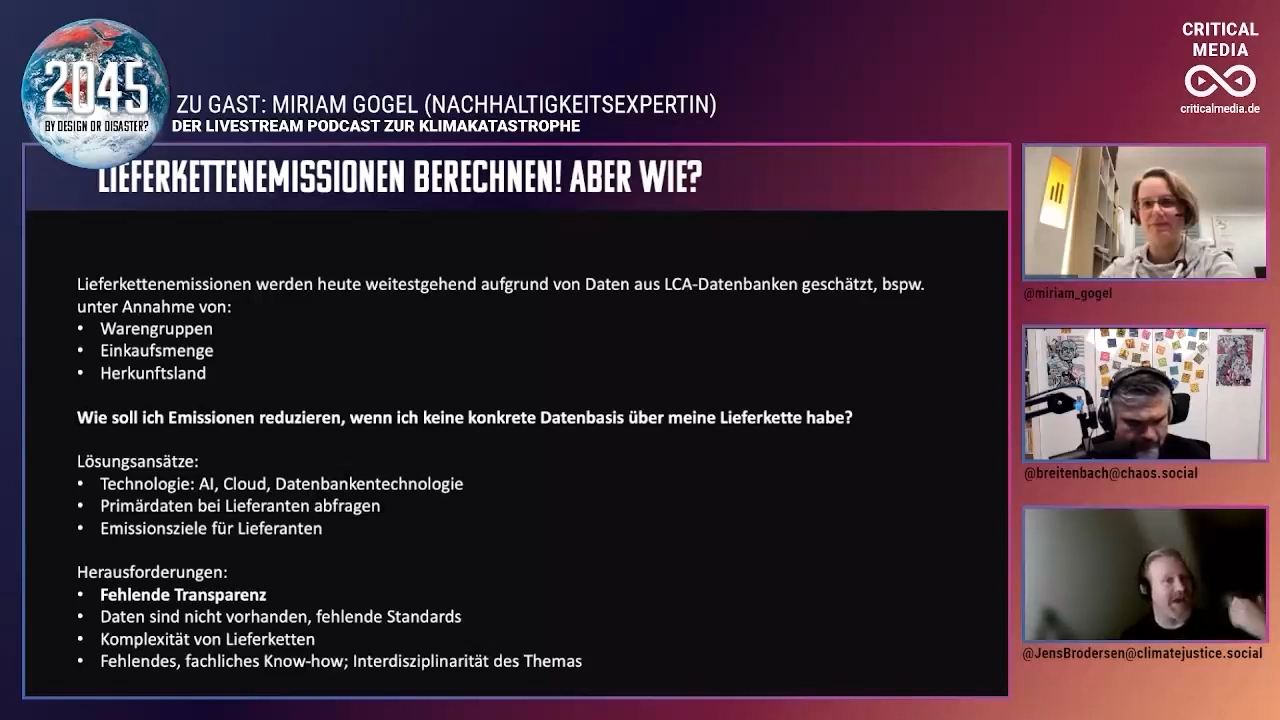 2045
BY DESIGN OR DISASTER?
ZU GAST: MIRIAM GOGEL (NACHHALTIGKEITSEXPERTIN)
DER LIVESTREAM PODCAST ZUR KLIMAKATASTROPHE
CRITICAL
MEDIA
criticalmedia.de
LIEFERKETTENEMISSIONEN BERECHNEN! ABER WIE?
Lieferkettenemissionen werden heute weitestgehend aufgrund von Daten aus LCA-Datenbanken geschätzt, bspw.
unter Annahme von:
• Warengruppen
• Einkaufsmenge
• Herkunftsland
Wie soll ich Emissionen reduzieren, wenn ich keine konkrete Datenbasis über meine Lieferkette habe?
Lösungsansätze:
• Technologie: AI, Cloud, Datenbankentechnologie
• Primärdaten bei Lieferanten abfragen
• Emissionsziele für Lieferanten
Herausforderungen:
• Fehlende Transparenz
• Daten sind nicht vorhanden, fehlende Standards
• Komplexität von Lieferketten
• Fehlendes, fachliches Know-how; Interdisziplinarität des Themas
@miriam_gogel
@breitenbach@chaos.social
@JensBrodersen@climatejustice.social